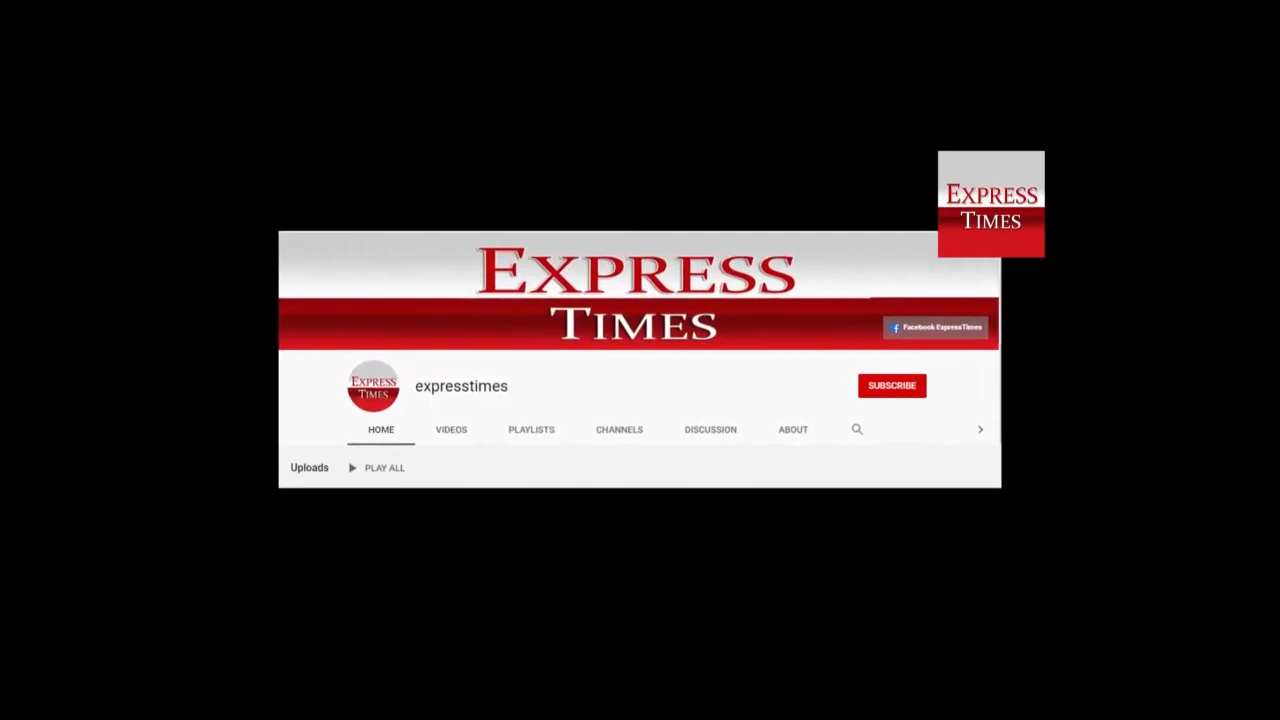 EXPRESS
TIMES
EXPRESS
TIMES
Facebook ExpressTimes
EXPRESS
TIMES
expresstimes
SUBSCRIBE
HOME VIDEOS PLAYLISTS CHANNELS DISCUSSION ABOUT
Uploads PLAY ALL